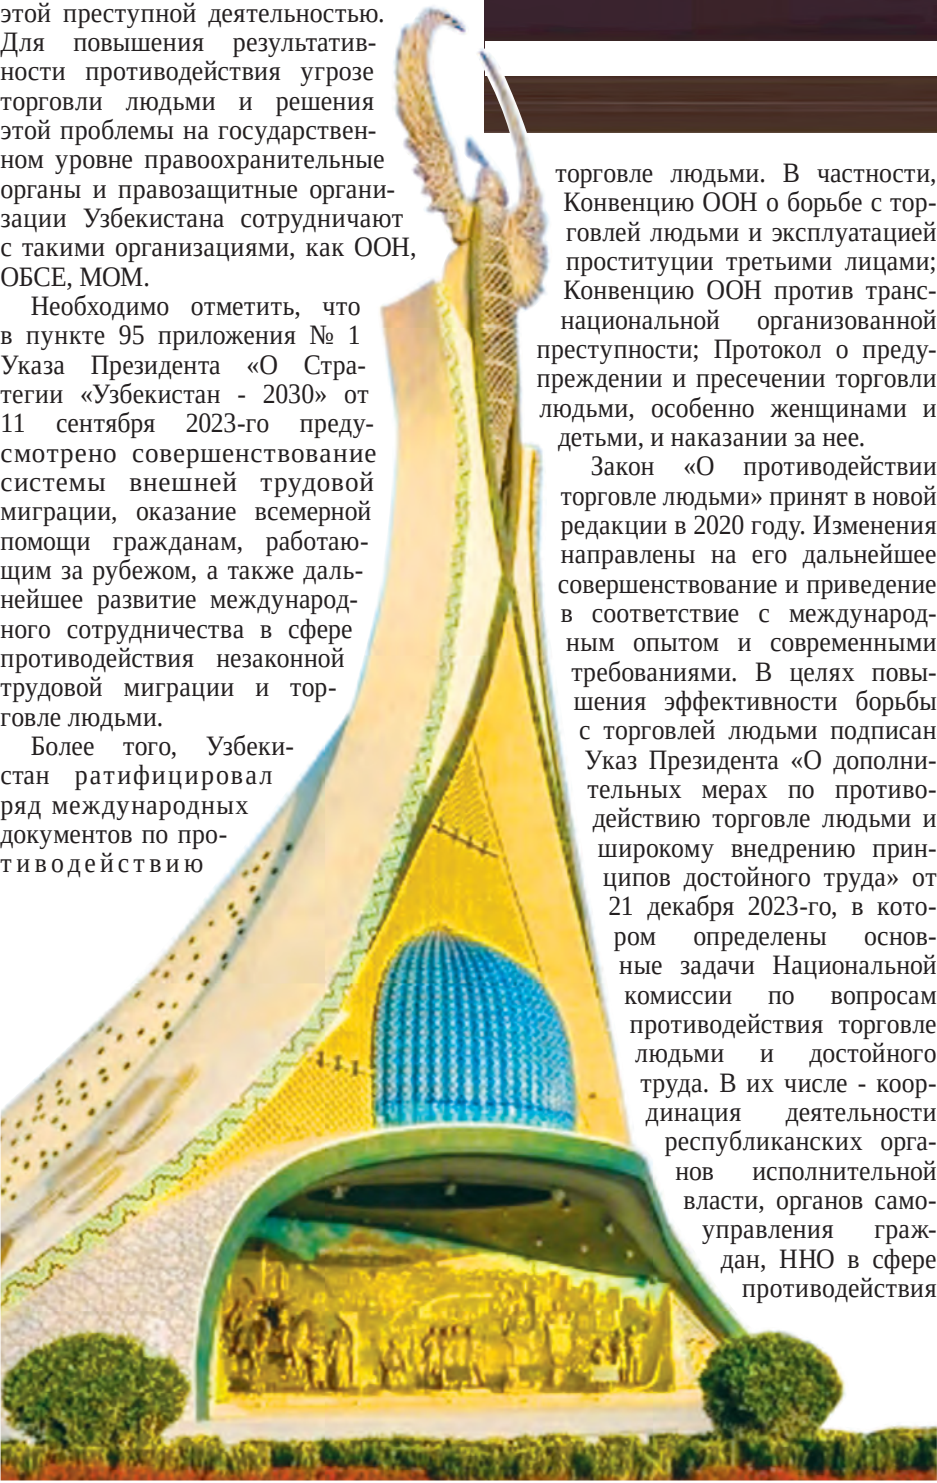 этой преступной деятельностью.
Для повышения результатив-
ности противодействия угрозе
торговли людьми и решения
этой проблемы на государствен-
ном уровне правоохранительные
органы и правозащитные органи-
зации Узбекистана сотрудничают
с такими организациями, как ООН,
ОБСЕ, МОМ.
Необходимо отметить, что
в пункте 95 приложения № 1
Указа Президента «О Стра-
тегии «Узбекистан - 2030» от
11 сентября 2023-го преду-
смотрено совершенствование
системы внешней трудовой
миграции, оказание всемерной
помощи гражданам, работаю-
щим за рубежом, а также даль-
нейшее развитие международ-
ного сотрудничества в сфере
противодействия незаконной
трудовой миграции и тор-
говле людьми.
Более того, Узбеки-
стан ратифицировал
ряд международных
документов по про-
тиводействию
торговле людьми. В частности,
Конвенцию ООН о борьбе с тор-
говлей людьми и эксплуатацией
проституции третьими лицами;
Конвенцию ООН против транс-
национальной организованной
преступности; Протокол о преду-
преждении и пресечении торговли
людьми, особенно женщинами и
детьми, и наказании за нее.
Закон «О противодействии
торговле людьми» принят в новой
редакции в 2020 году. Изменения
направлены на его дальнейшее
совершенствование и приведение
в соответствие с международ-
ным опытом и современными
требованиями. В целях повы-
шения эффективности борьбы
с торговлей людьми подписан
Указ Президента «О дополни-
тельных мерах по противо-
действию торговле людьми и
широкому внедрению прин-
ципов достойного труда» от
21 декабря 2023-го, в кото-
ром определены основ-
ные задачи Национальной
комиссии по вопросам
противодействия торговле
людьми и достойного
труда. В их числе - коор-
динация деятельности
республиканских орга-
нов исполнительной
власти, органов само-
управления граж-
дан, ННО в сфере
противодействия